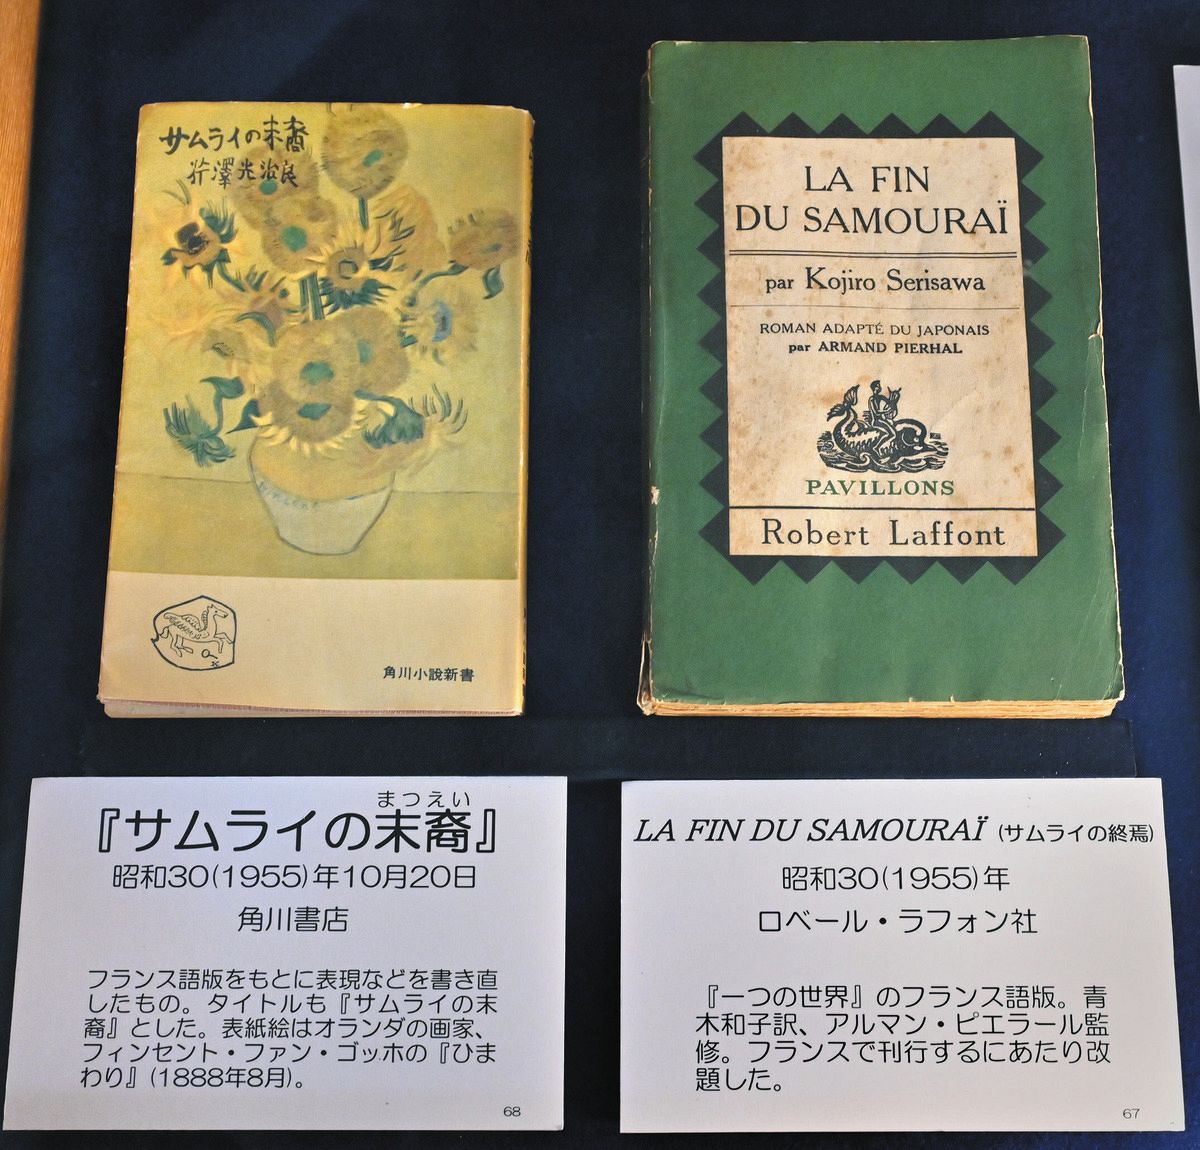 サムライの末裔
芹澤光治良
角川小說新書
LA FIN
DU SAMOURAÏ
par Kojiro Serisawa
ROMAN ADAPTÉ DU JAPONAIS
par ARMAND PIERHAL
PAVILLONS
Robert Laffont
まつえい
『サムライの末裔』
昭和30(1955)年10月20日
角川書店
フランス語版をもとに表現などを書き直
したもの。タイトルも『サムライの末
裔』とした。表紙絵はオランダの画家、
フィンセント・ファン・ゴッホの『ひま
わり』(1888年8月)。
68
LA FIN DU SAMOURAÏ (サムライの終焉)
昭和30(1955)年
ロベール・ラフォン社
『一つの世界』のフランス語版。青
木和子訳、アルマン・ピエラール監
修。フランスで刊行するにあたり改
題した。
67